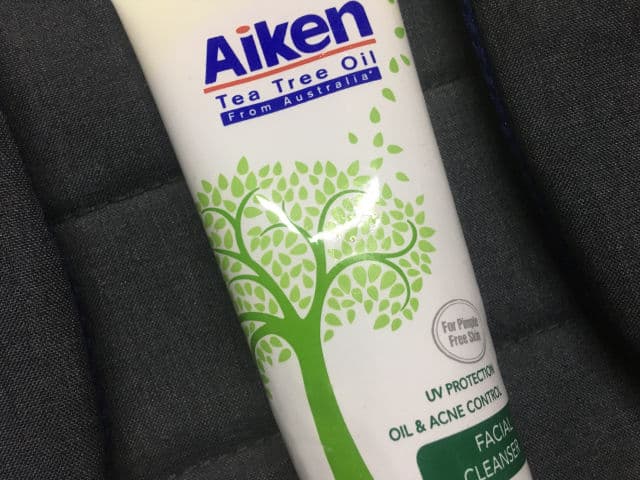 Aiken
Tea Tree Oil
From Australia*
For Pimple
Free Skin
UV PROTECTION
OIL & ACNE CONTROL
FACIAL
CLEANSER